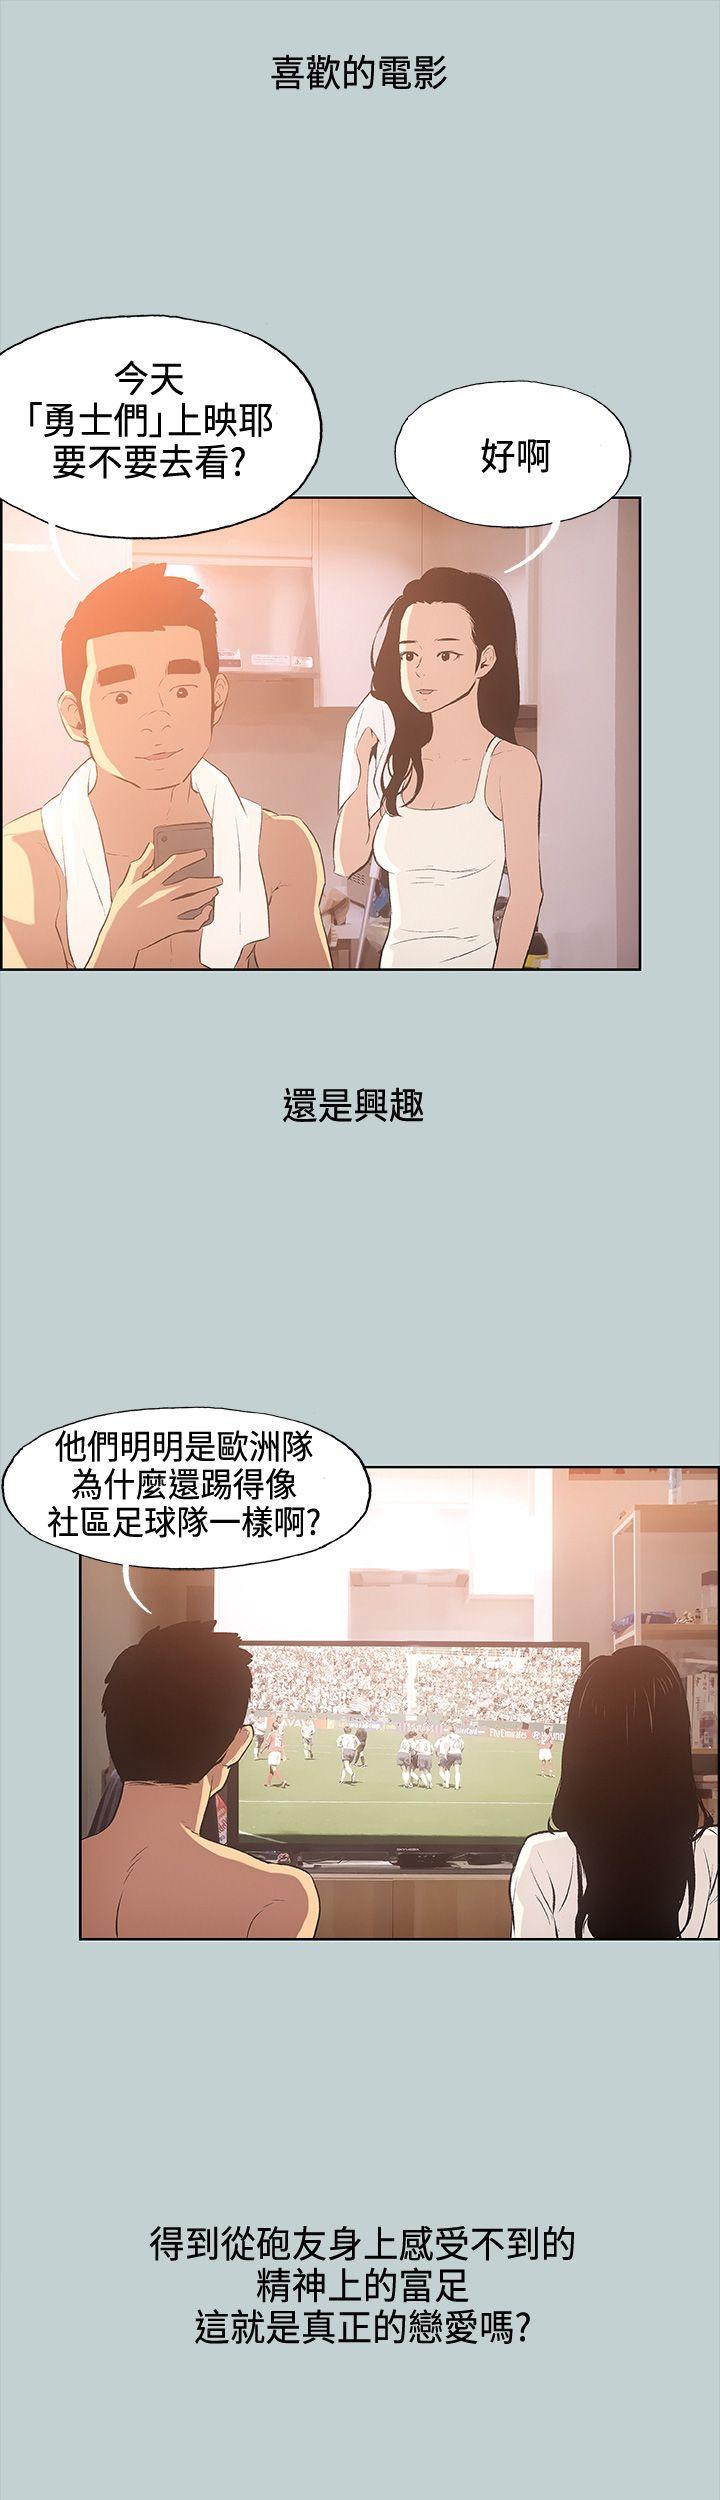 喜歡的電影
今天
「勇士們」上映耶
要不要去看?
好啊
還是興趣
他們明明是歐洲隊
為什麼還踢得像
社區足球隊一樣啊?
Fly Emirates
得到從砲友身上感受不到的
精神上的富足
這就是真正的戀愛嗎?